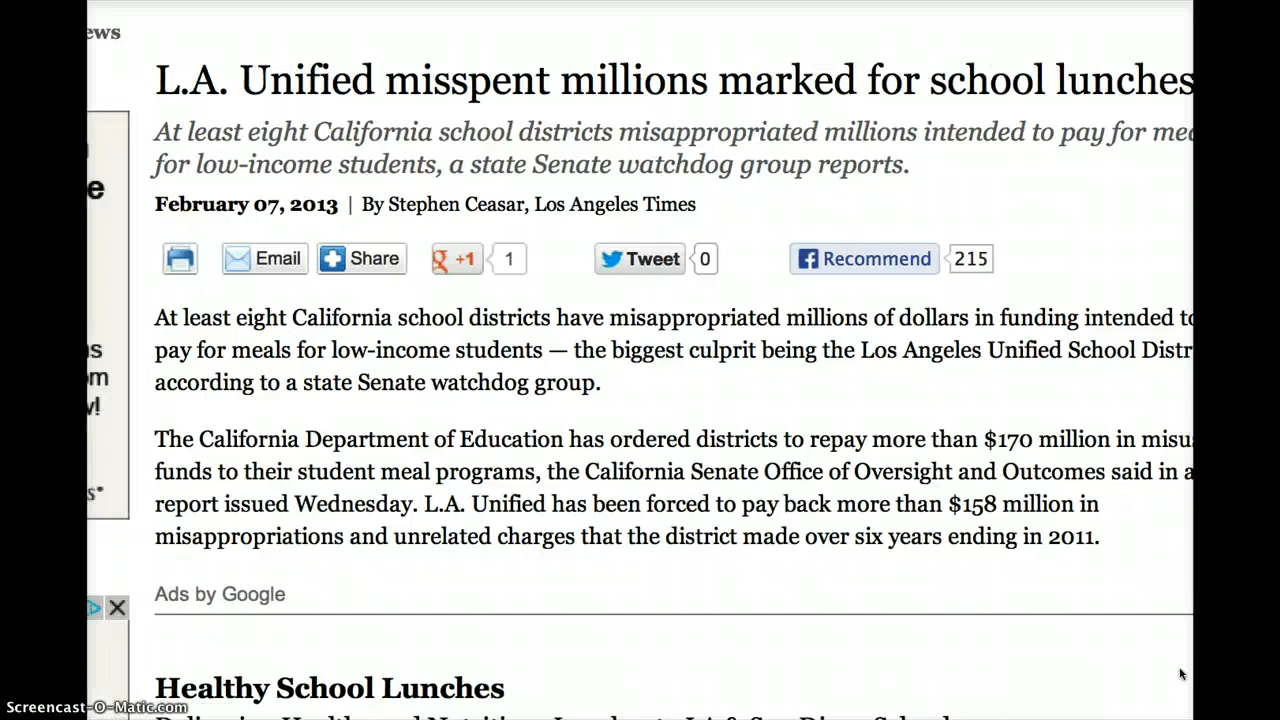 ews
L.A. Unified misspent millions marked for school lunches
At least eight California school districts misappropriated millions intended to pay for
for low-income students, a state Senate watchdog group reports.
February 07, 2013 | By Stephen Ceasar, Los Angeles Times
Email Share +1 1 Tweet 0 Recommend 215
At least eight California school districts have misappropriated millions of dollars in funding intended to
pay for meals for low-income students — the biggest culprit being the Los Angeles Unified School Distr
according to a state Senate watchdog group.
The California Department of Education has ordered districts to repay more than $170 million in misu
funds to their student meal programs, the California Senate Office of Oversight and Outcomes said in a
report issued Wednesday. L.A. Unified has been forced to pay back more than $158 million in
misappropriations and unrelated charges that the district made over six years ending in 2011.
Ads by Google
Healthy School Lunches
Screencast-O-Matic.com